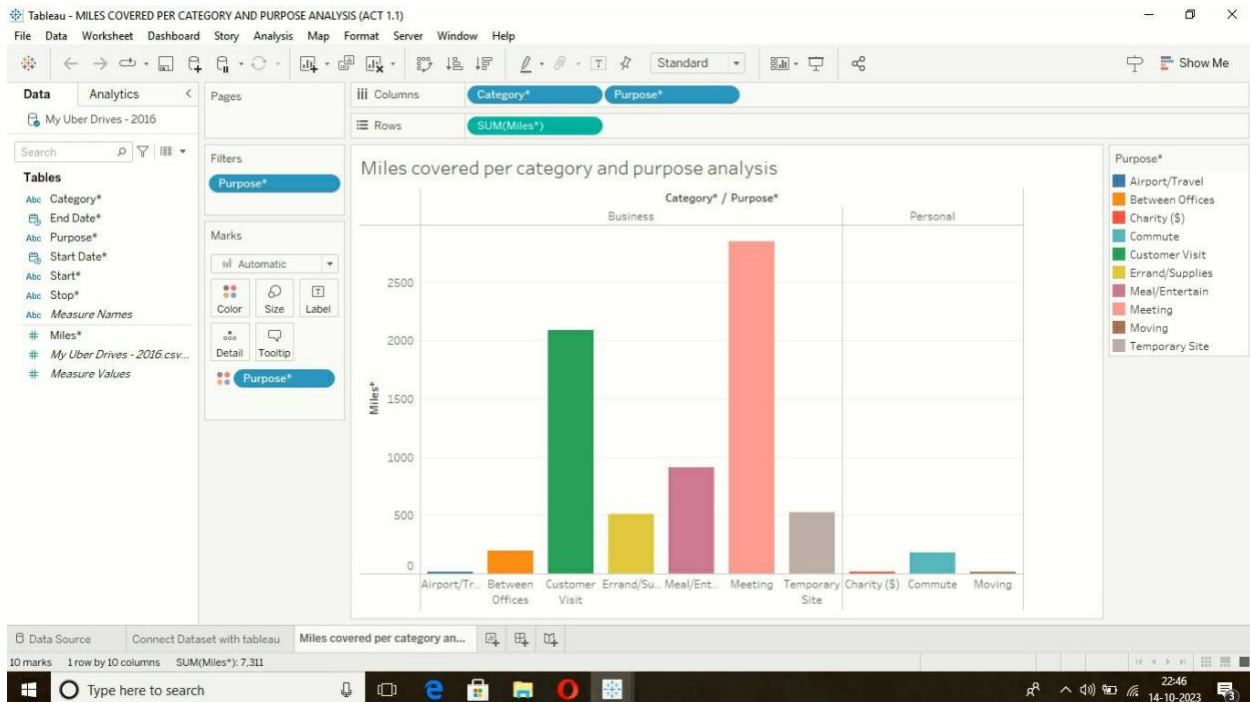 Tableau - MILES COVERED PER CATEGORY AND PURPOSE ANALYSIS (ACT 1.1)
File Data Worksheet Dashboard Story Analysis Map Format Server Window Help
Standard
Show Me
Data Analytics
My Uber Drives - 2016
Search
Tables
Abc Category*
End Date*
Abc Purpose*
Start Date*
Abc Start*
Abc Stop*
Abc Measure Names
# Miles*
# My Uber Drives - 2016.csv...
# Measure Values
Pages
Filters
Purpose*
Marks
Automatic
Color Size Label
Detail Tooltip
Purpose*
Columns Category* Purpose*
Rows SUM(Miles*)
Miles covered per category and purpose analysis
Category* / Purpose*
Business Personal
Miles*
2500
2000
1500
1000
500
0
Airport/Tr.. Between Customer Errand/Su.. Meal/Ent.. Meeting Temporary Charity ($) Commute Moving
Offices Visit Site
Purpose*
Airport/Travel
Between Offices
Charity ($)
Commute
Customer Visit
Errand/Supplies
Meal/Entertain
Meeting
Moving
Temporary Site
Data Source Connect Dataset with tableau Miles covered per category an...
10 marks 1 row by 10 columns SUM(Miles*): 7,311
Type here to search
22:46
14-10-2023
3